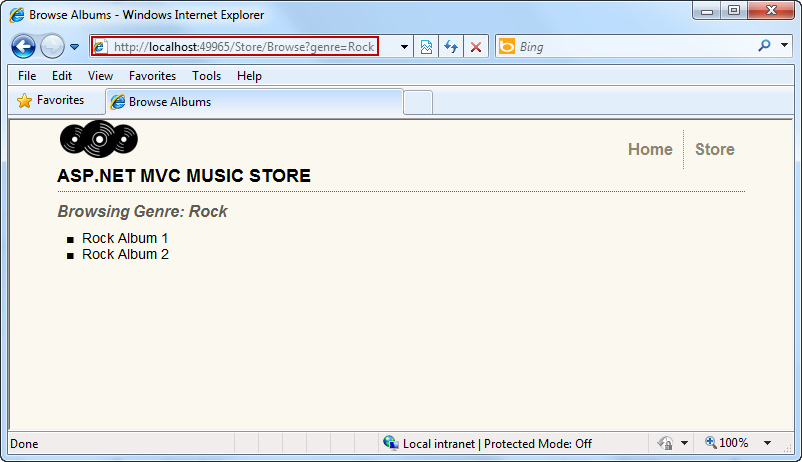 Browse Albums - Windows Internet Explorer
http://localhost:49965/Store/Browse?genre=Rock
Bing
File Edit View Favorites Tools Help
Favorites
Browse Albums
Home
Store
ASP.NET MVC MUSIC STORE
Browsing Genre: Rock
Rock Album 1
Rock Album 2
Done
Local intranet | Protected Mode: Off
100%